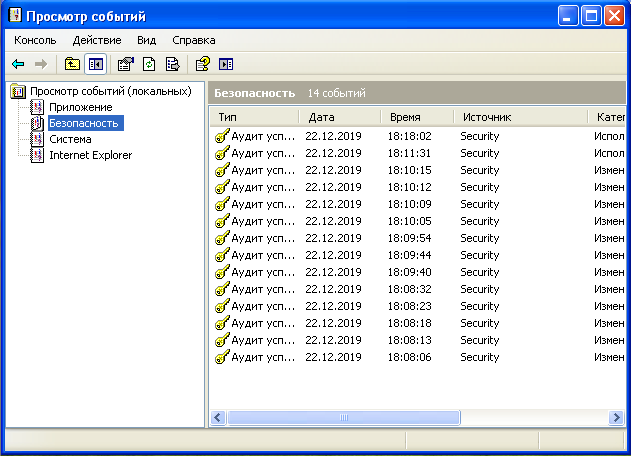 Просмотр событий
Консоль Действие Вид Справка
Просмотр событий (локальных)
Приложение
Безопасность
Система
Internet Explorer
Безопасность 14 событий
Тип Дата Время Источник Катег
Аудит усп... 22.12.2019 18:18:02 Security Испол
Аудит усп... 22.12.2019 18:11:31 Security Испол
Аудит усп... 22.12.2019 18:10:15 Security Измен
Аудит усп... 22.12.2019 18:10:12 Security Измен
Аудит усп... 22.12.2019 18:10:09 Security Измен
Аудит усп... 22.12.2019 18:10:05 Security Измен
Аудит усп... 22.12.2019 18:09:54 Security Измен
Аудит усп... 22.12.2019 18:09:44 Security Измен
Аудит усп... 22.12.2019 18:09:40 Security Измен
Аудит усп... 22.12.2019 18:08:32 Security Измен
Аудит усп... 22.12.2019 18:08:23 Security Измен
Аудит усп... 22.12.2019 18:08:18 Security Измен
Аудит усп... 22.12.2019 18:08:13 Security Измен
Аудит усп... 22.12.2019 18:08:06 Security Измен